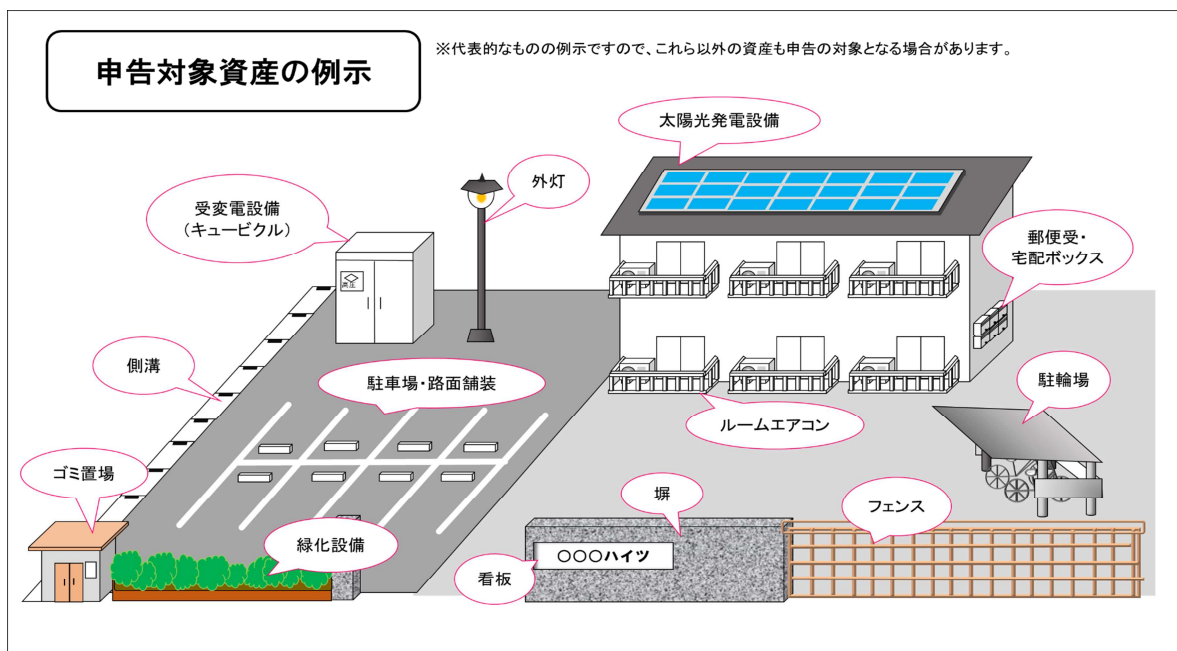 申告対象資産の例示
※代表的なものの例示ですので、これら以外の資産も申告の対象となる場合があります。
太陽光発電設備
外灯
受変電設備
(キュービクル)
郵便受・
宅配ボックス
高圧
側溝
駐車場・路面舗装
駐輪場
ルームエアコン
ゴミ置場
塀
フェンス
緑化設備
〇〇〇ハイツ
看板